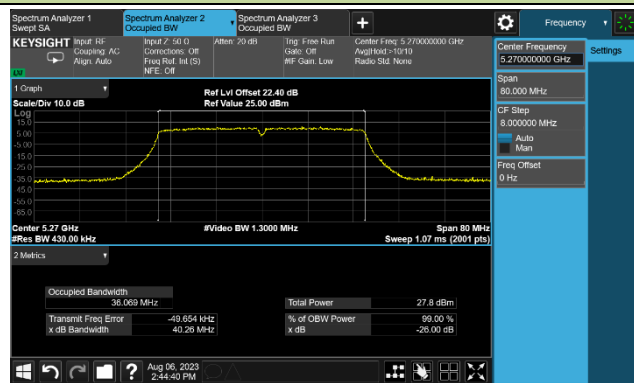 Spectrum Analyzer 1
Swept SA
Spectrum Analyzer 2
Occupied BW
Spectrum Analyzer 3
Occupied BW
Frequency
KEYSIGHT
Input: RF
Coupling: AC
Align: Auto
Input Z: 50 Ω
Corrections: Off
Freq Ref: Int (S)
NFE: Off
Atten: 20 dB
Trig: Free Run
Gate: Off
#IF Gain: Low
Center Freq: 5.270000000 GHz
Avg|Hold:>10/10
Radio Std: None
LXI
Center Frequency
5.270000000 GHz
Settings
Span
80.000 MHz
CF Step
8.000000 MHz
Auto
Man
Freq Offset
0 Hz
1 Graph
Scale/Div 10.0 dB
Ref Lvl Offset 22.40 dB
Ref Value 25.00 dBm
Log
15.0
5.00
-5.00
-15.0
-25.0
-35.0
-45.0
-55.0
-65.0
Center 5.27 GHz
#Res BW 430.00 kHz
#Video BW 1.3000 MHz
Span 80 MHz
Sweep 1.07 ms (2001 pts)
2 Metrics
Occupied Bandwidth
36.069 MHz
Total Power 27.8 dBm
Transmit Freq Error -49.654 kHz
% of OBW Power 99.00 %
x dB Bandwidth 40.26 MHz
x dB -26.00 dB
?
Aug 06, 2023
2:44:40 PM